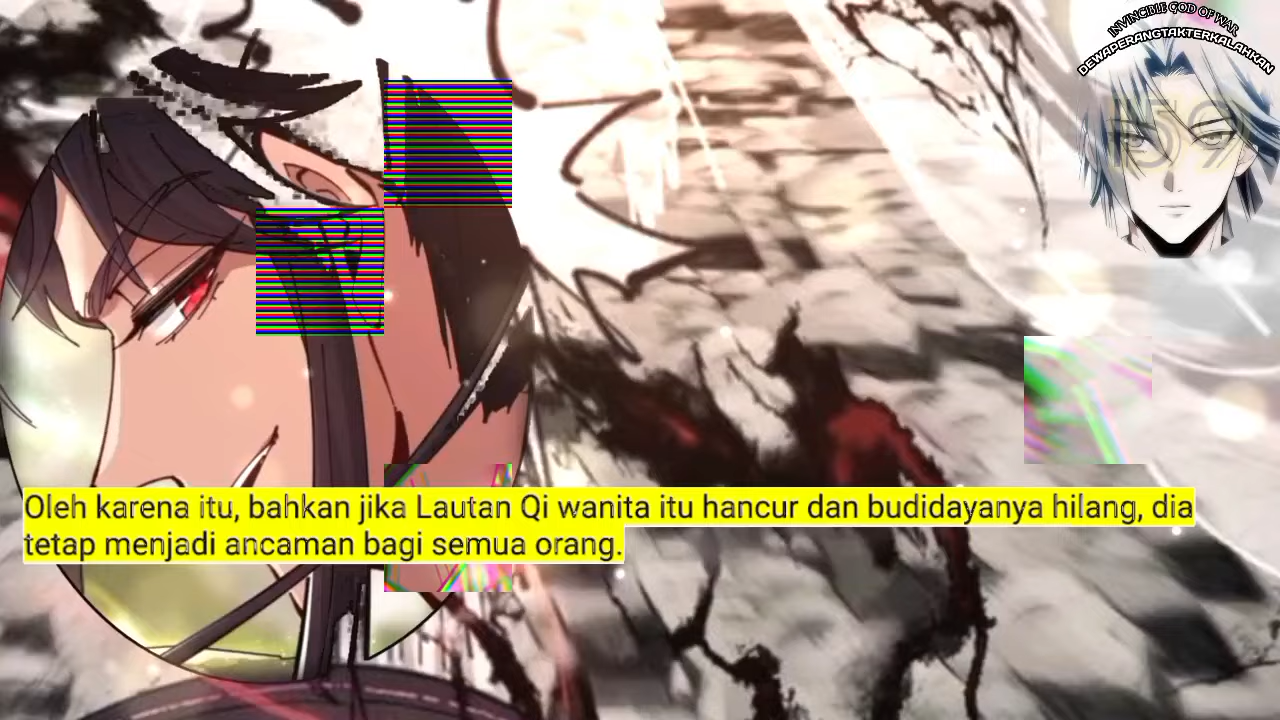 INVINCIBLE GOD OF WAR
DEWAPERANGTAKTERKALAHKAN
159
Oleh karena itu, bahkan jika Lautan Qi wanita itu hancur dan budidayanya hilang, dia
tetap menjadi ancaman bagi semua orang.